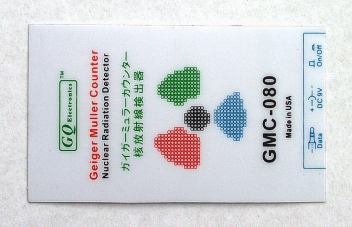 GQ Electronics™
Geiger Muller Counter
Nuclear Radiation Detector
ガイガーミュラーカウンター
核放射線検出器
GMC-080
Made in USA
Data
DC 9V
On/Off